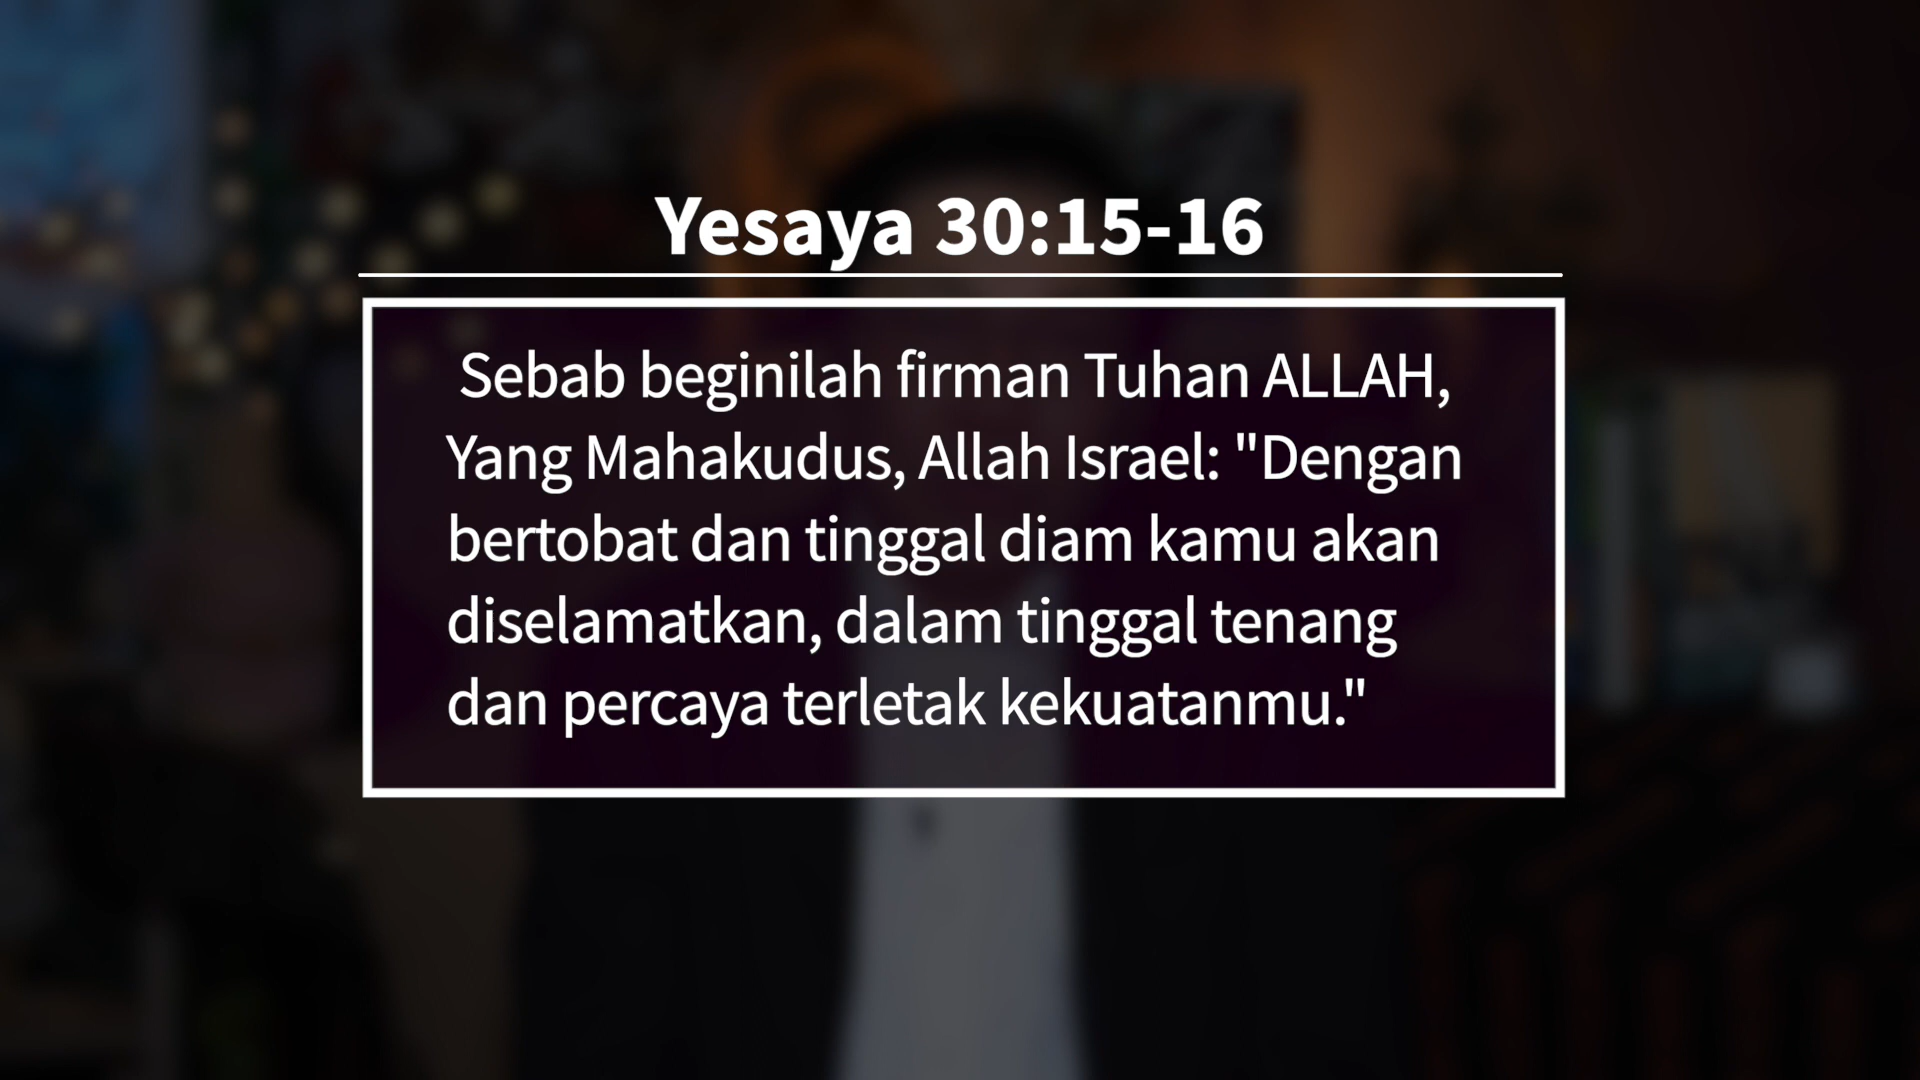 Yesaya 30:15-16
Sebab beginilah firman Tuhan ALLAH,
Yang Mahakudus, Allah Israel: "Dengan
bertobat dan tinggal diam kamu akan
diselamatkan, dalam tinggal tenang
dan percaya terletak kekuatanmu."